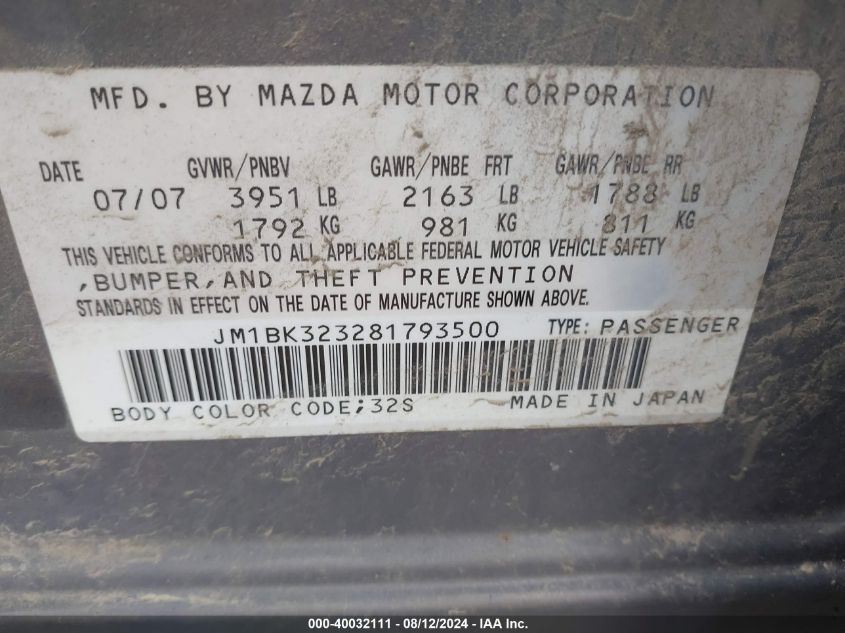 MFD. BY MAZDA MOTOR CORPORATION
DATE GVWR/PNBV GAWR/PNBE FRT GAWR/PNBE RR
07/07 3951 LB 2163 LB 1788 LB
1792 KG 981 KG 811 KG
THIS VEHICLE CONFORMS TO ALL APPLICABLE FEDERAL MOTOR VEHICLE SAFETY
,BUMPER,AND THEFT PREVENTION
STANDARDS IN EFFECT ON THE DATE OF MANUFACTURE SHOWN ABOVE.
JM1BK323281793500 TYPE: PASSENGER
BODY COLOR CODE;32S MADE IN JAPAN
000-40032111 - 08/12/2024 - IAA Inc.